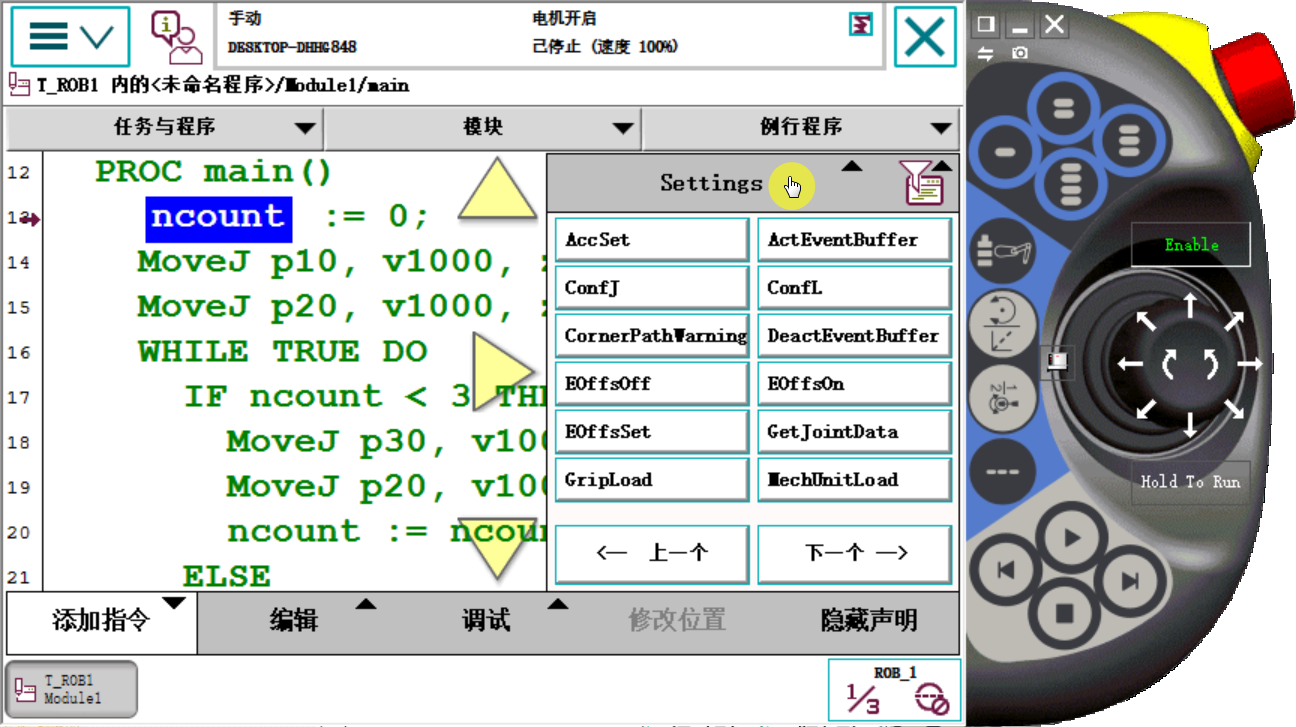 手动
DESKTOP-DHHG848
电机开启
己停止 (速度 100%)
T_ROB1 内的<未命名程序>/Module1/main
任务与程序
模块
例行程序
12 PROC main()
13 ncount := 0;
14 MoveJ p10, v1000,
15 MoveJ p20, v1000,
16 WHILE TRUE DO
17 IF ncount < 3 TH
18 MoveJ p30, v10
19 MoveJ p20, v10
20 ncount := ncou
21 ELSE
Settings
AccSet
ActEventBuffer
ConfJ
ConfL
CornerPathWarning
DeactEventBuffer
EOffsOff
EOffsOn
EOffsSet
GetJointData
GripLoad
MechUnitLoad
<— 上一个
下一个 —>
添加指令
编辑
调试
修改位置
隐藏声明
T_ROB1
Module1
ROB_1
1/3
Enable
Hold To Run